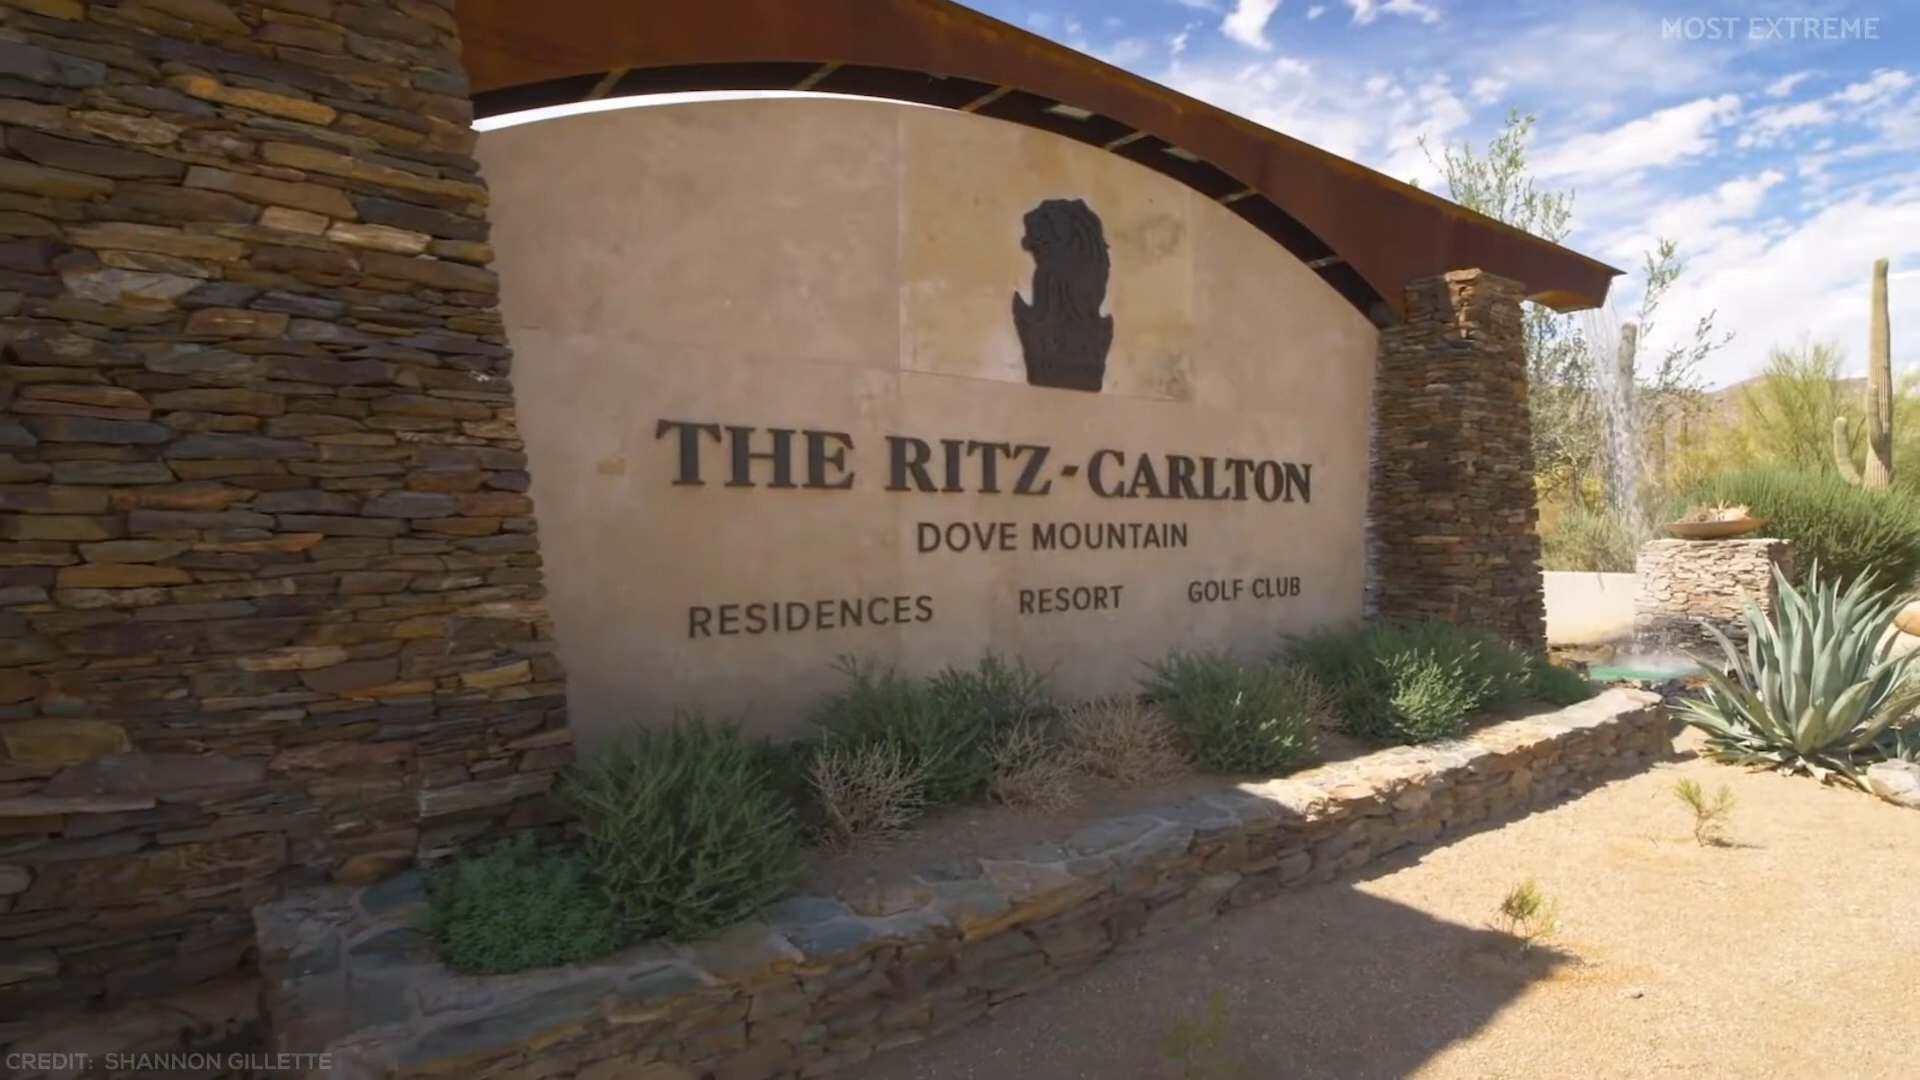 MOST EXTREME
THE RITZ-CARLTON
DOVE MOUNTAIN
RESIDENCES RESORT GOLF CLUB
CREDIT: SHANNON GILLETTE